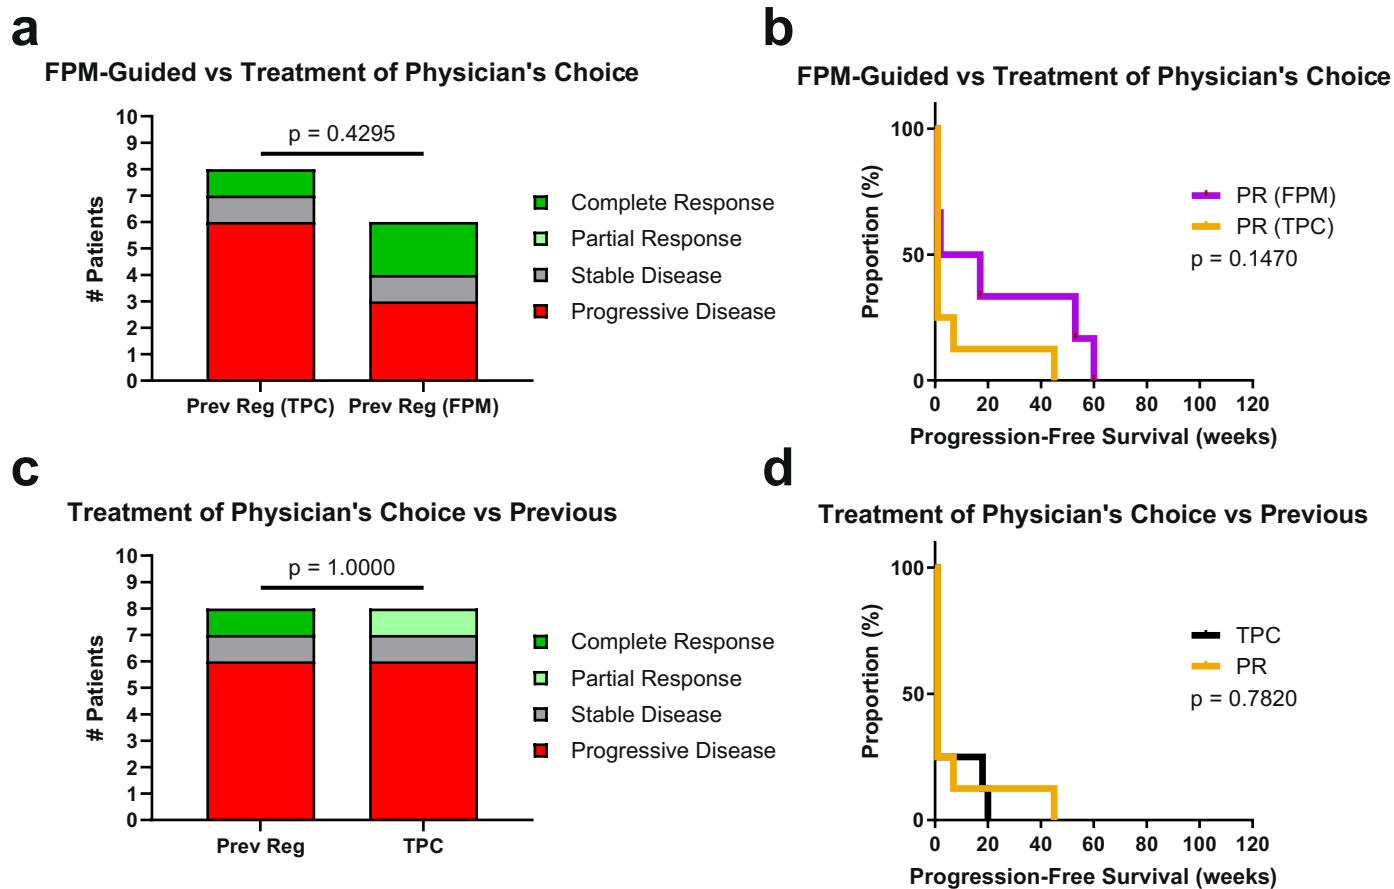 a
FPM-Guided vs Treatment of Physician's Choice
10
9
8
7
6
5
4
3
2
1
0
# Patients
p = 0.4295
Prev Reg (TPC) Prev Reg (FPM)
Complete Response
Partial Response
Stable Disease
Progressive Disease
b
FPM-Guided vs Treatment of Physician's Choice
100
50
0
Proportion (%)
PR (FPM)
PR (TPC)
p = 0.1470
0 20 40 60 80 100 120
Progression-Free Survival (weeks)
c
Treatment of Physician's Choice vs Previous
10
9
8
7
6
5
4
3
2
1
0
# Patients
p = 1.0000
Prev Reg TPC
Complete Response
Partial Response
Stable Disease
Progressive Disease
d
Treatment of Physician's Choice vs Previous
100
50
0
Proportion (%)
TPC
PR
p = 0.7820
0 20 40 60 80 100 120
Progression-Free Survival (weeks)